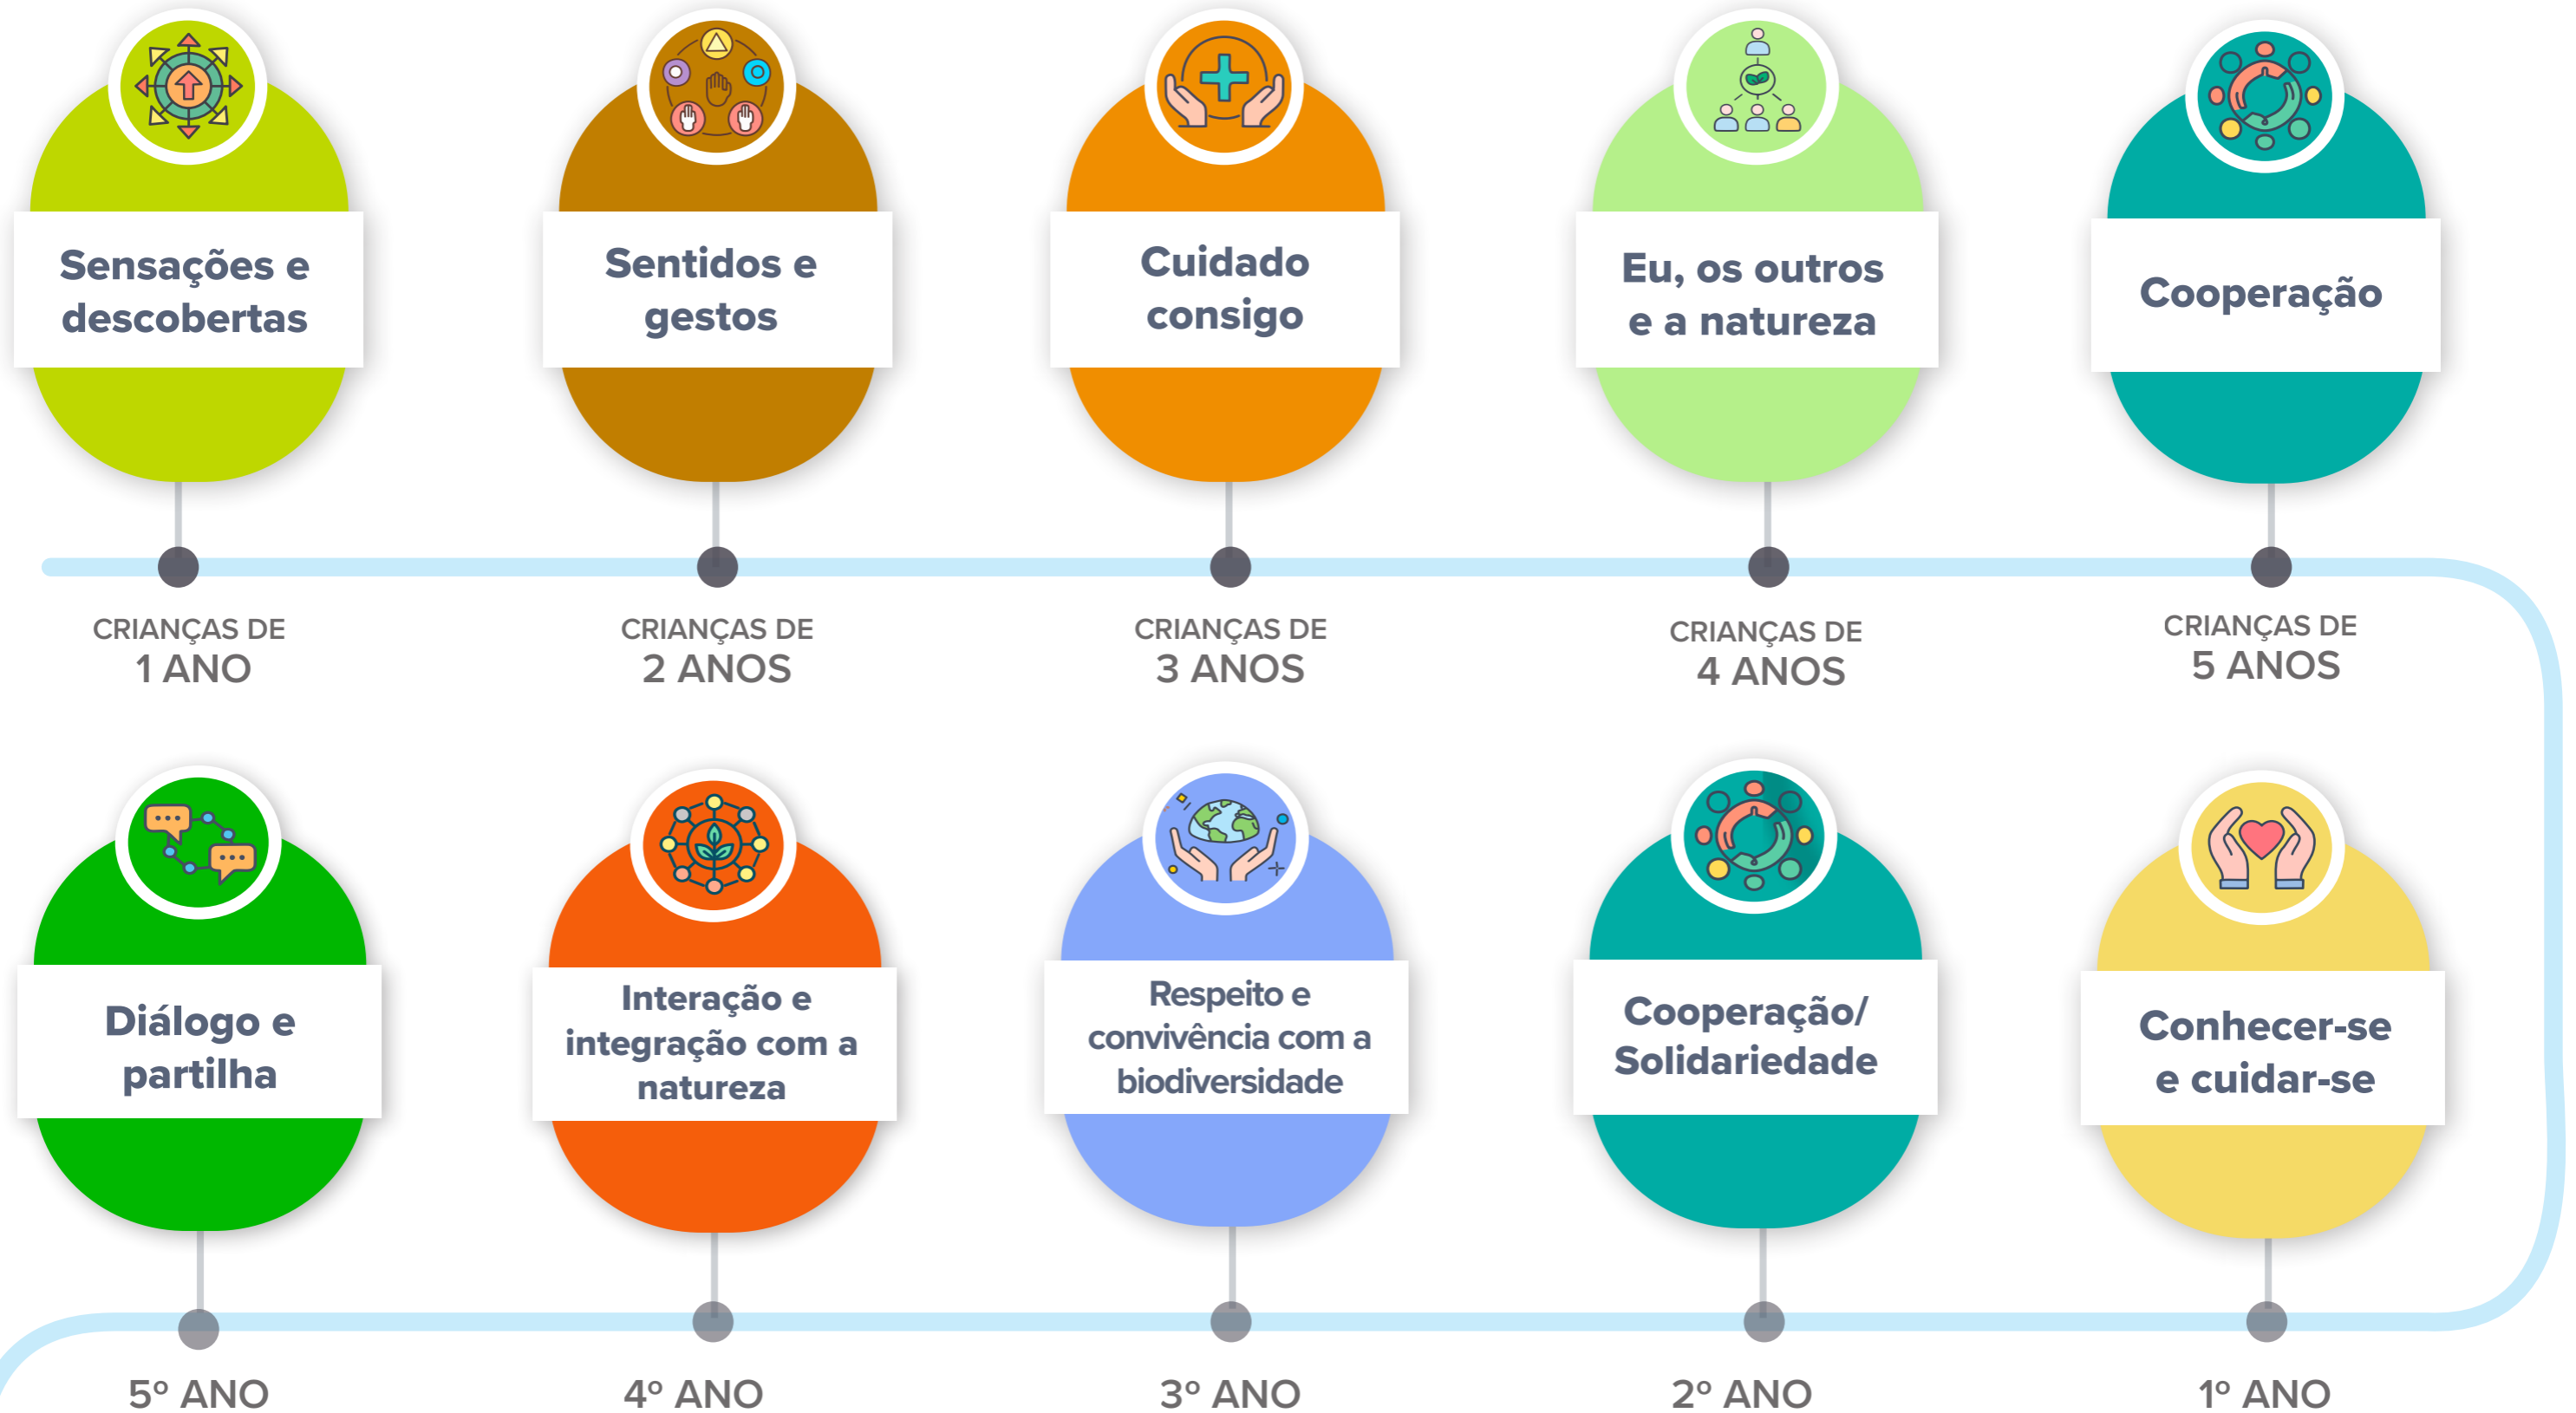 Sensações e
descobertas
Sentidos e
gestos
Cuidado
consigo
Eu, os outros
e a natureza
Cooperação
CRIANÇAS DE
1 ANO
CRIANÇAS DE
2 ANOS
CRIANÇAS DE
3 ANOS
CRIANÇAS DE
4 ANOS
CRIANÇAS DE
5 ANOS
Diálogo e
partilha
Interação e
integração com a
natureza
Respeito e
convivência com a
biodiversidade
Cooperação/
Solidariedade
Conhecer-se
e cuidar-se
5º ANO
4º ANO
3º ANO
2º ANO
1º ANO